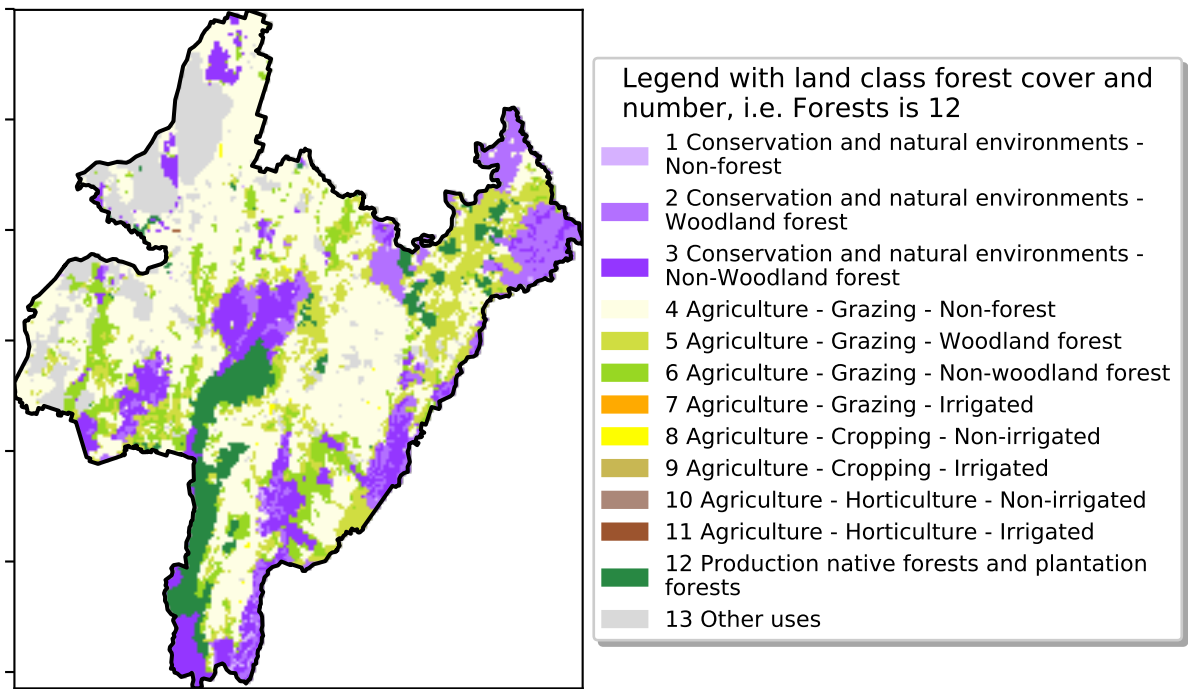 Legend with land class forest cover and
number, i.e. Forests is 12
1 Conservation and natural environments -
Non-forest
2 Conservation and natural environments -
Woodland forest
3 Conservation and natural environments -
Non-Woodland forest
4 Agriculture - Grazing - Non-forest
5 Agriculture - Grazing - Woodland forest
6 Agriculture - Grazing - Non-woodland forest
7 Agriculture - Grazing - Irrigated
8 Agriculture - Cropping - Non-irrigated
9 Agriculture - Cropping - Irrigated
10 Agriculture - Horticulture - Non-irrigated
11 Agriculture - Horticulture - Irrigated
12 Production native forests and plantation
forests
13 Other uses